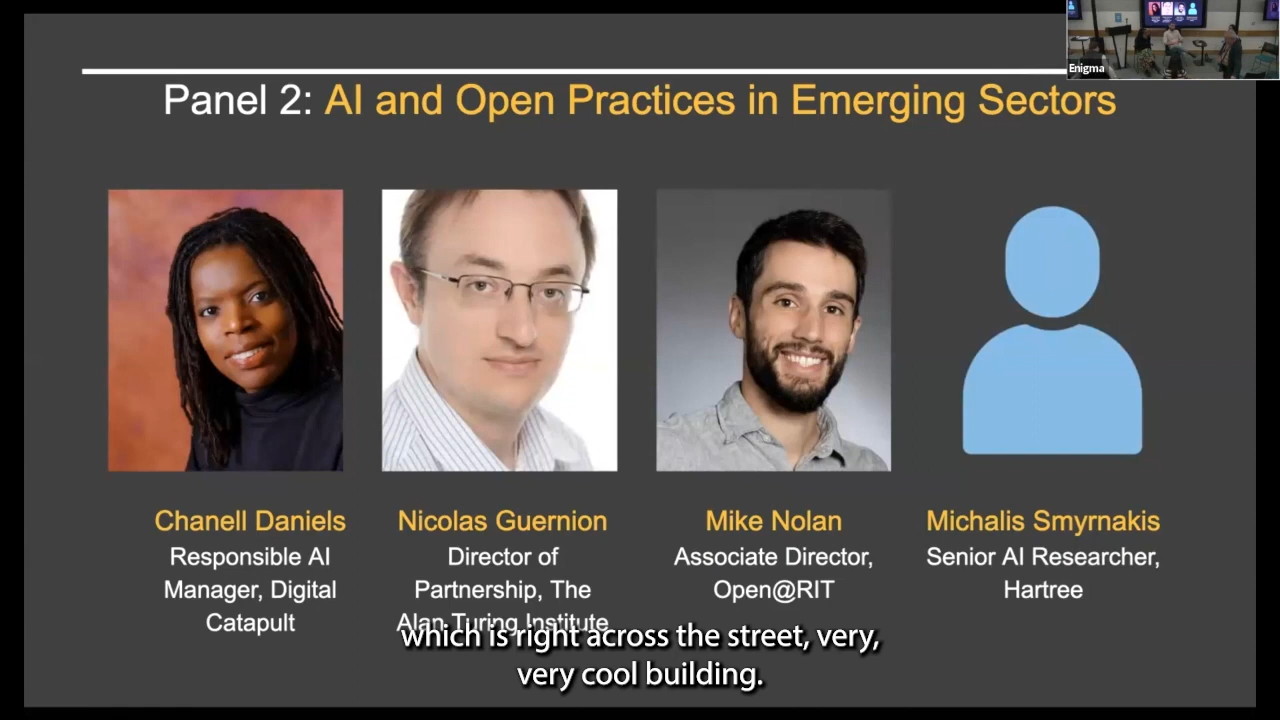 Enigma
Panel 2: AI and Open Practices in Emerging Sectors
Chanell Daniels
Responsible AI
Manager, Digital
Catapult
Nicolas Guernion
Director of
Partnership, The
Alan Turing Institute
Mike Nolan
Associate Director,
Open@RIT
Michalis Smyrnakis
Senior AI Researcher,
Hartree
which is right across the street, very,
very cool building.